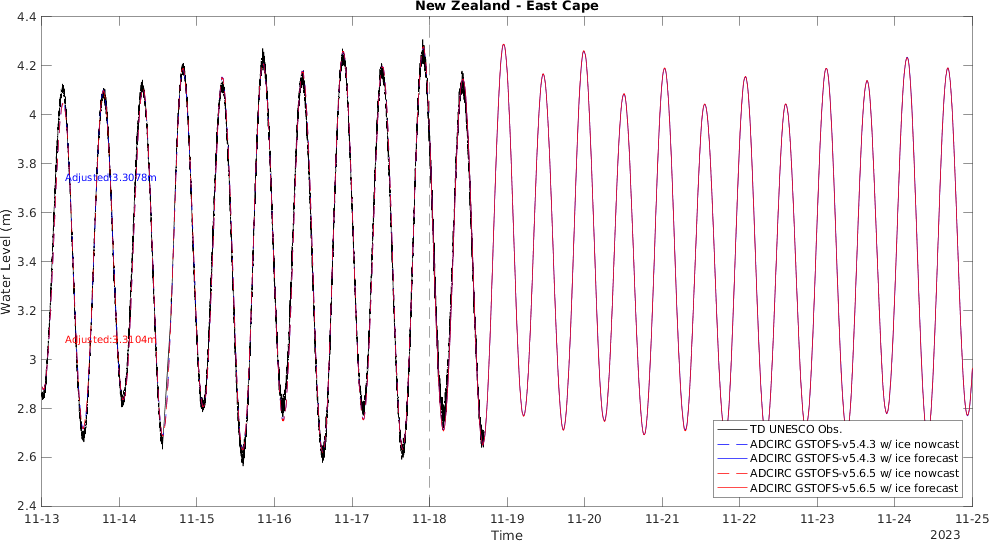 New Zealand - East Cape
Water Level (m)
4.4
4.2
4
3.8
3.6
3.4
3.2
3
2.8
2.6
2.4
Adjusted:3.3078m
Adjusted:3.3104m
TD UNESCO Obs.
ADCIRC GSTOFS-v5.4.3 w/ ice nowcast
ADCIRC GSTOFS-v5.4.3 w/ ice forecast
ADCIRC GSTOFS-v5.6.5 w/ ice nowcast
ADCIRC GSTOFS-v5.6.5 w/ ice forecast
11-13 11-14 11-15 11-16 11-17 11-18 11-19 11-20 11-21 11-22 11-23 11-24 11-25
Time
2023